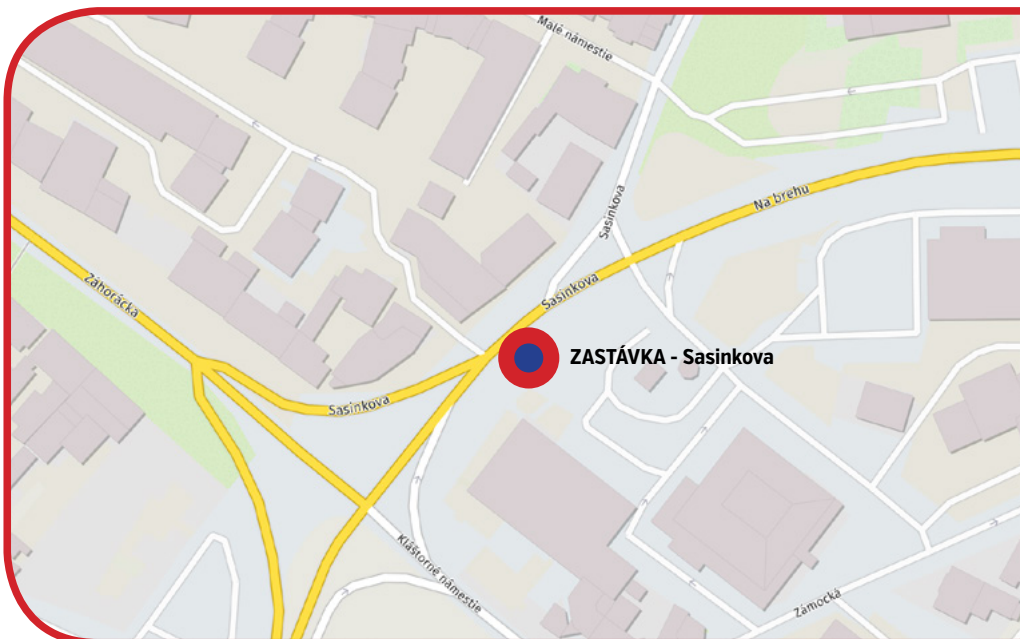 Malé námestie
Sasinkova
Na brehu
Záhorácka
Sasinkova
ZASTÁVKA - Sasinkova
Sasinkova
Kláštorné námestie
Zámocká